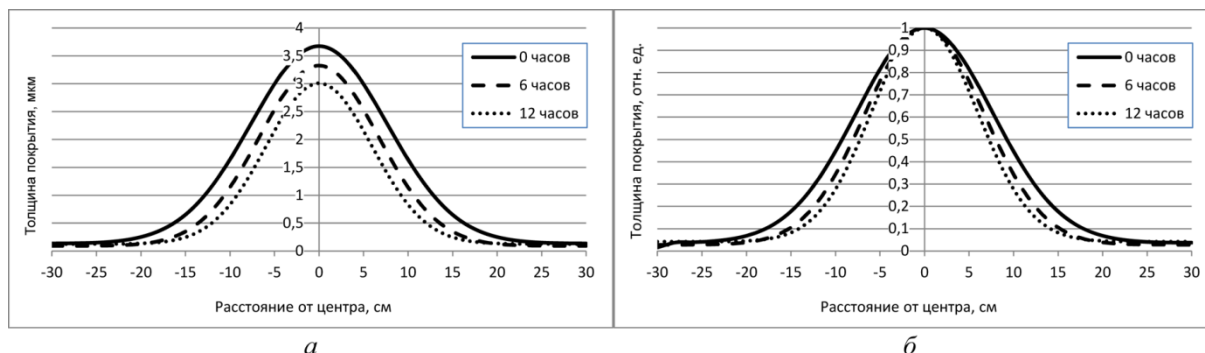 Толщина покрытия, мкм
4
3,5
3
2,5
2
1,5
1
0,5
0
-30 -25 -20 -15 -10 -5 0 5 10 15 20 25 30
Расстояние от центра, см
0 часов
6 часов
12 часов
а
Толщина покрытия, отн. ед.
1
0,9
0,8
0,7
0,6
0,5
0,4
0,3
0,2
0,1
0
-30 -25 -20 -15 -10 -5 0 5 10 15 20 25 30
Расстояние от центра, см
0 часов
6 часов
12 часов
б